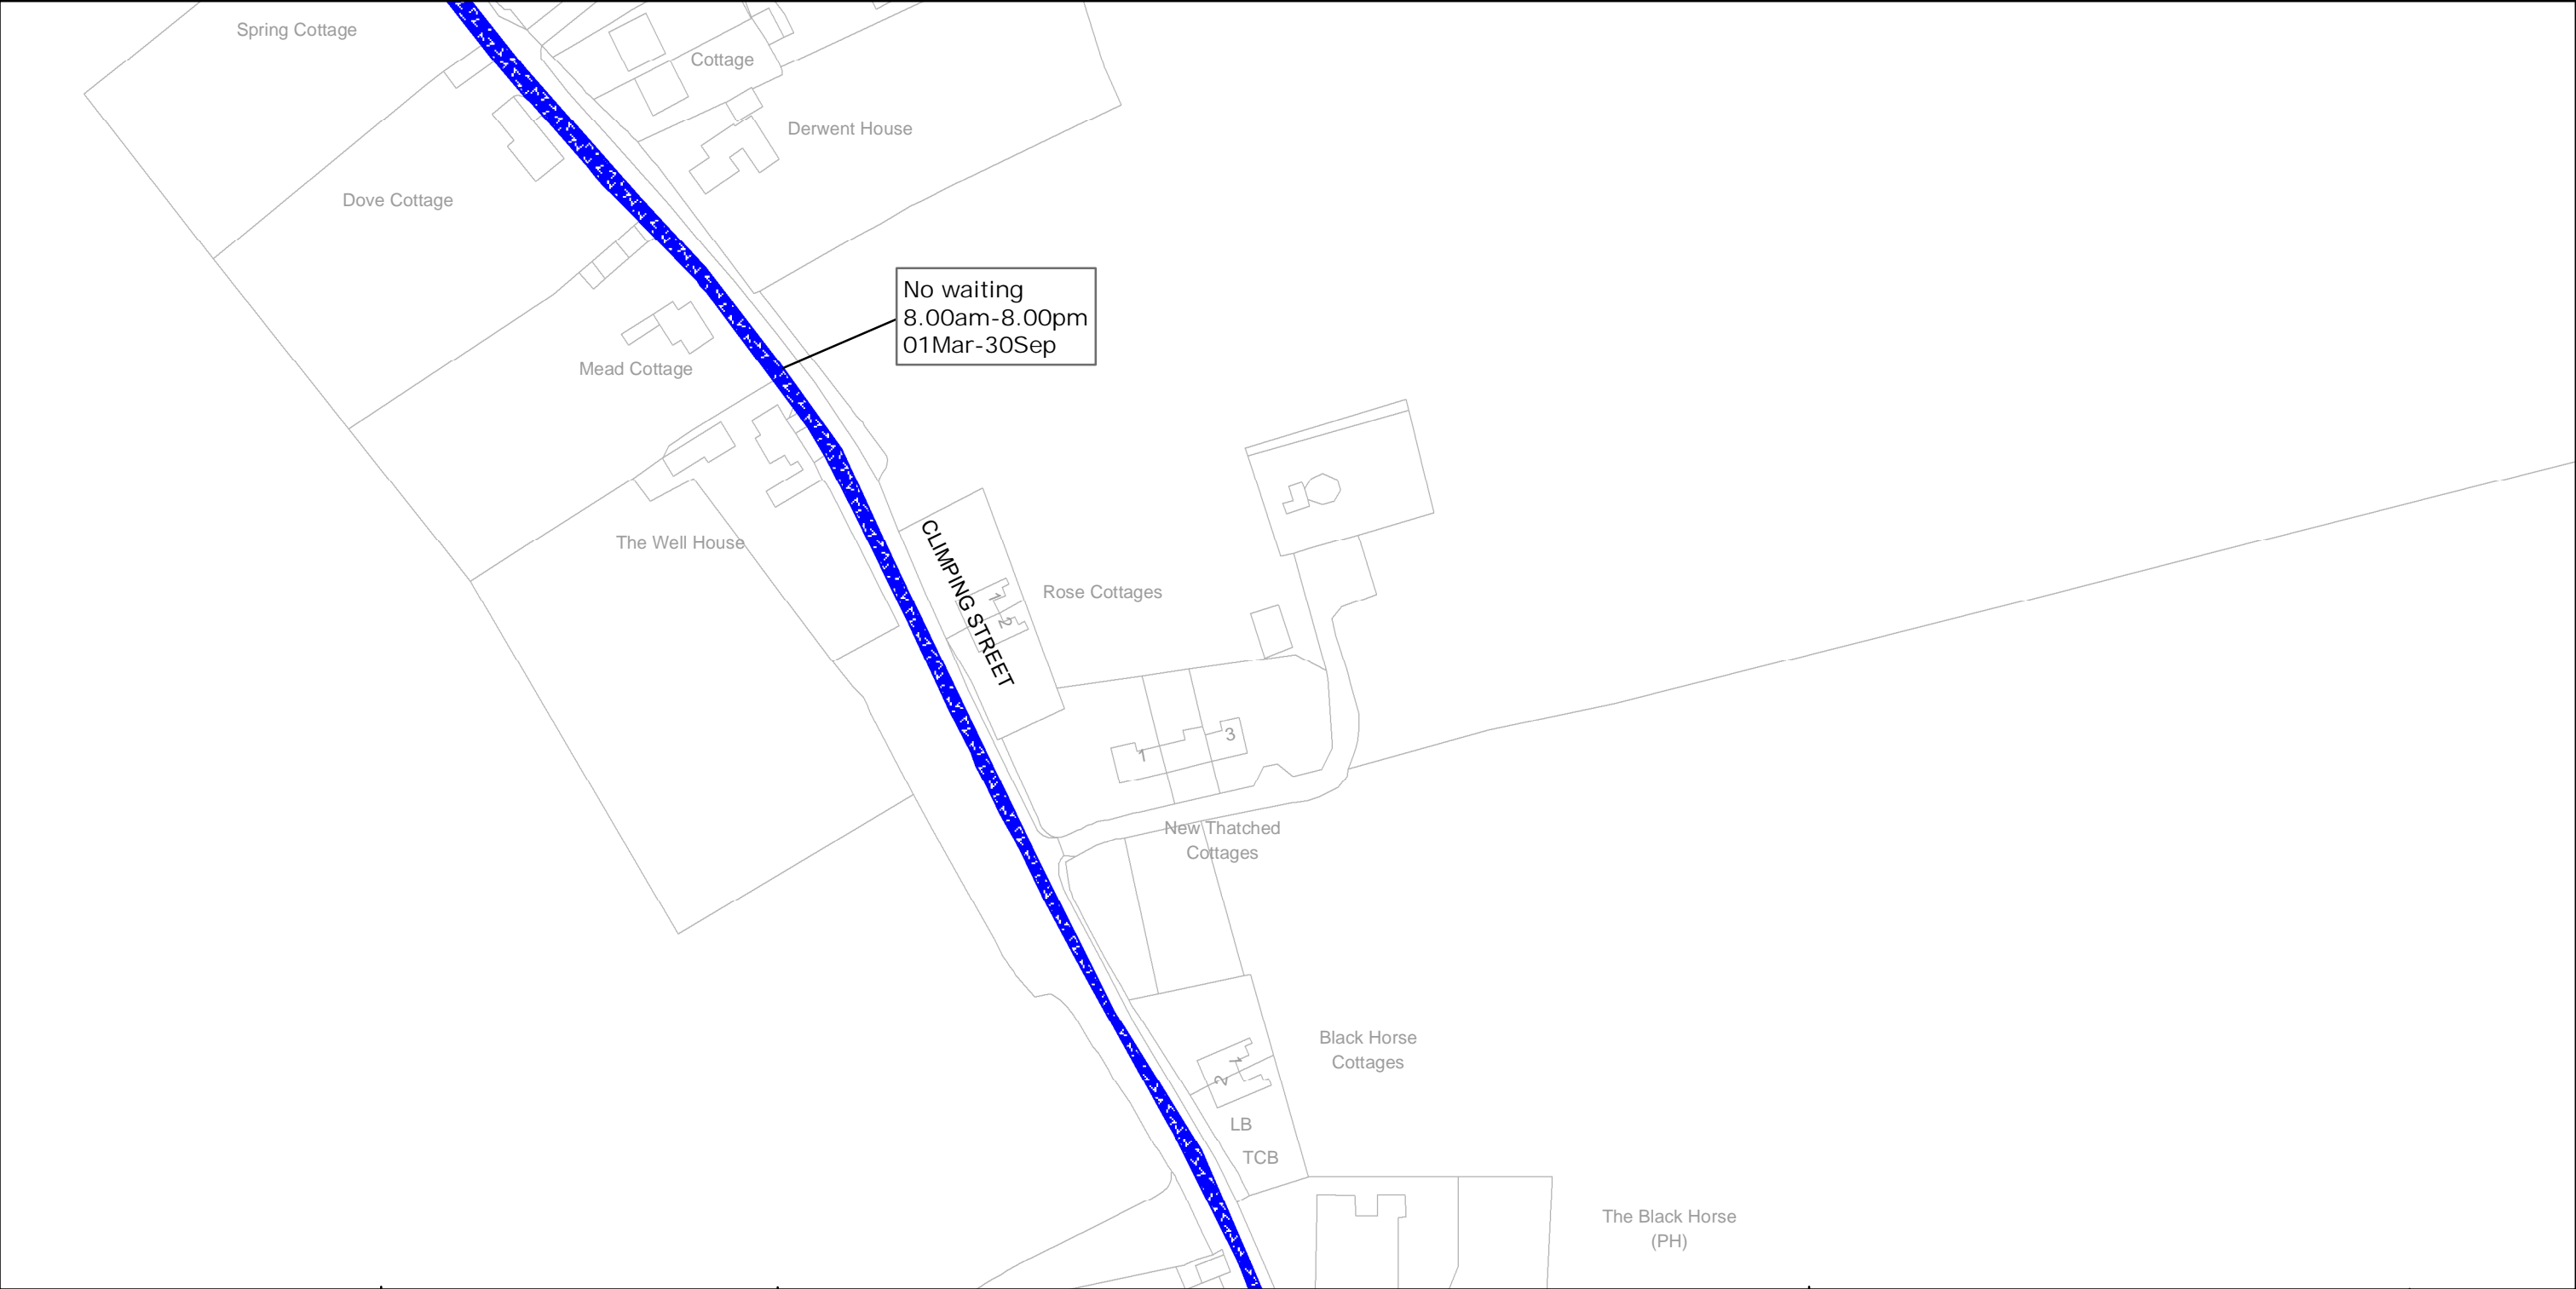 Spring Cottage
Cottage
Derwent House
Dove Cottage
No waiting
8.00am-8.00pm
01Mar-30Sep
Mead Cottage
The Well House
CLIMPING STREET
1
2
Rose Cottages
1
3
New Thatched
Cottages
Black Horse
Cottages
1
2
LB
TCB
The Black Horse
(PH)